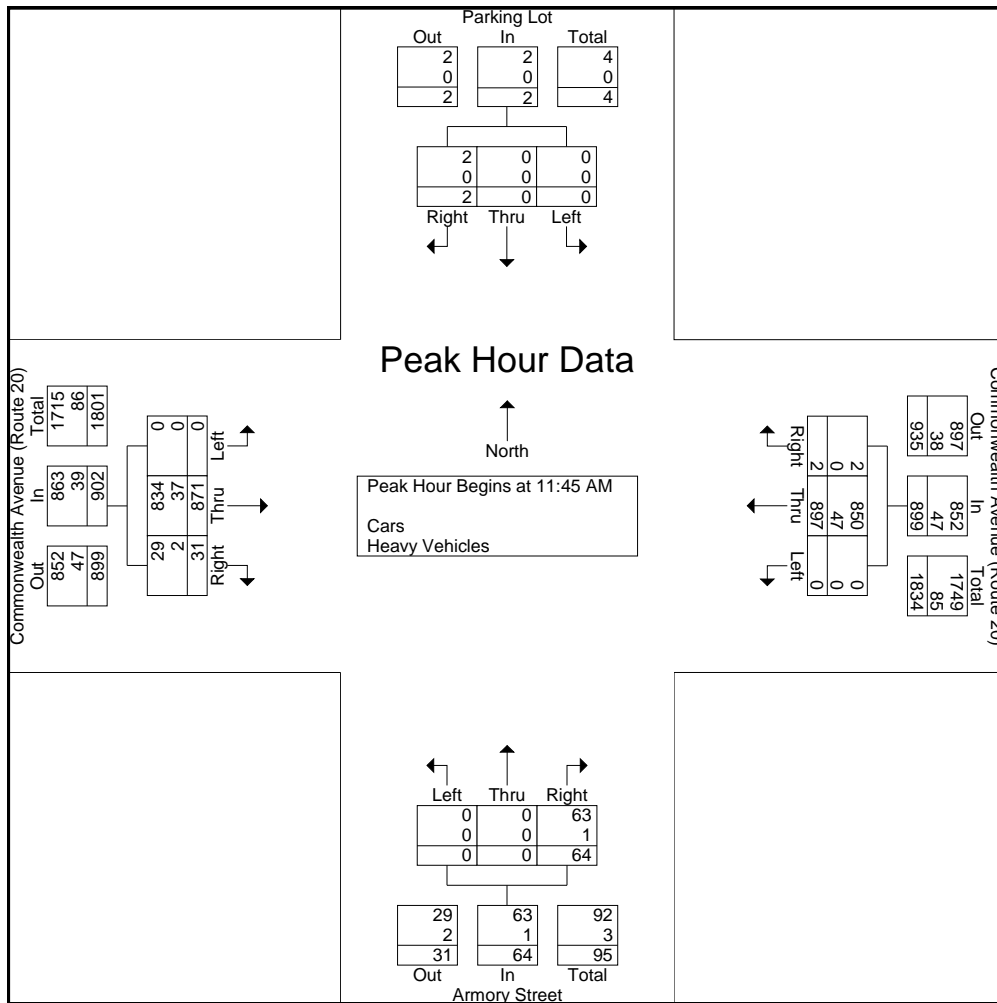 Parking Lot
Out In Total
2 2 4
0 0 0
2 2 4
2 0 0
0 0 0
2 0 0
Right Thru Left
Peak Hour Data
North
Peak Hour Begins at 11:45 AM
Cars
Heavy Vehicles
Commonwealth Avenue (Route 20)
Total In Out
1715 863 852
86 39 47
1801 902 899
Left Thru Right
0 834 29
0 37 2
0 871 31
Commonwealth Avenue (Route 20)
Out In Total
897 852 1749
38 47 85
935 899 1834
Right Thru Left
2 850 0
0 47 0
2 897 0
Left Thru Right
0 0 63
0 0 1
0 0 64
29 63 92
2 1 3
31 64 95
Out In Total
Armory Street